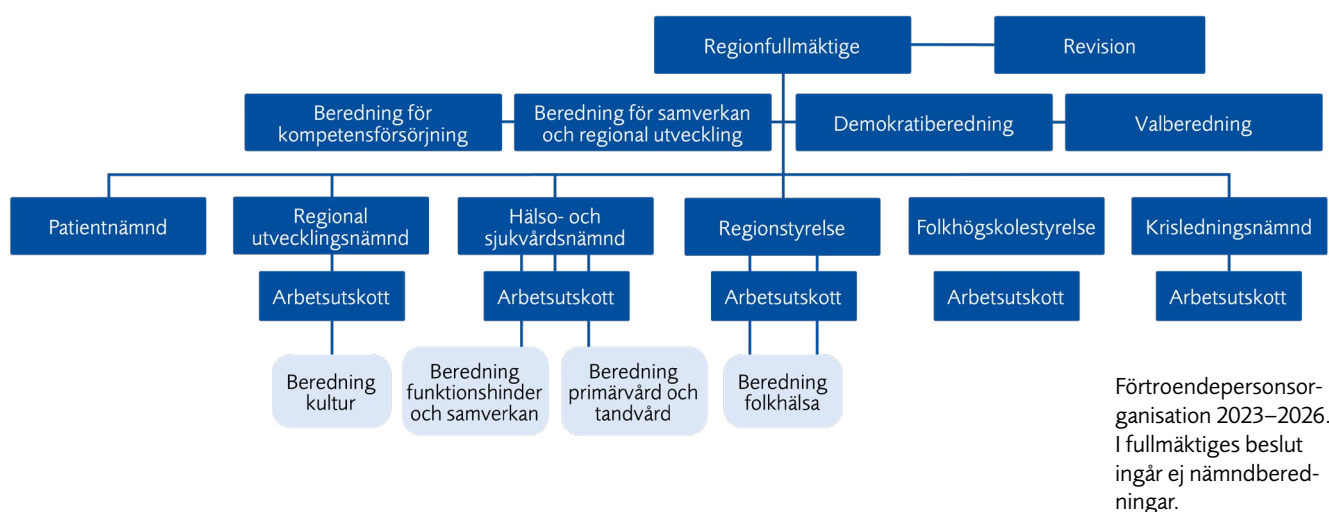 Regionfullmäktige
Revision
Beredning för
kompetensförsörjning
Beredning för samverkan
och regional utveckling
Demokratiberedning
Valberedning
Patientnämnd
Regional
utvecklingsnämnd
Hälso- och
sjukvårdsnämnd
Regionstyrelse
Folkhögskolestyrelse
Krisledningsnämnd
Arbetsutskott
Arbetsutskott
Arbetsutskott
Arbetsutskott
Arbetsutskott
Beredning
kultur
Beredning
funktionshinder
och samverkan
Beredning
primärvård och
tandvård
Beredning
folkhälsa
Förtroendepersonsor-
ganisation 2023–2026.
I fullmäktiges beslut
ingår ej nämndbered-
ningar.